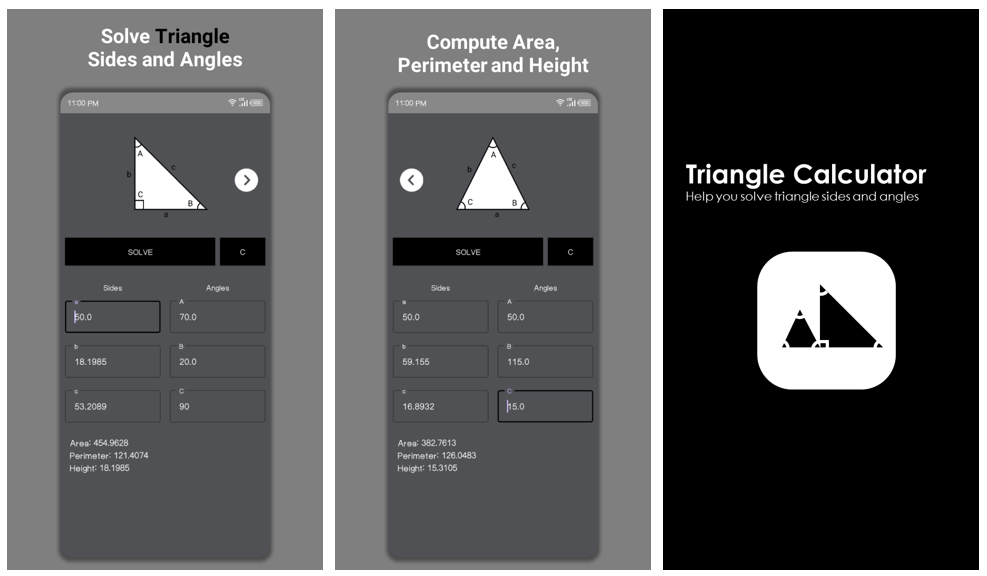 Solve Triangle
Sides and Angles
11:00 PM
A
b
c
C
B
a
SOLVE
C
Sides
Angles
a
A
50.0
70.0
b
B
18.1985
20.0
c
C
53.2089
90
Area: 454.9628
Perimeter: 121.4074
Height: 18.1985
Compute Area,
Perimeter and Height
11:00 PM
A
b
c
C
B
a
SOLVE
C
Sides
Angles
a
A
50.0
50.0
b
B
59.155
115.0
c
C
16.8932
15.0
Area: 382.7613
Perimeter: 126.0483
Height: 15.3105
Triangle Calculator
Help you solve triangle sides and angles